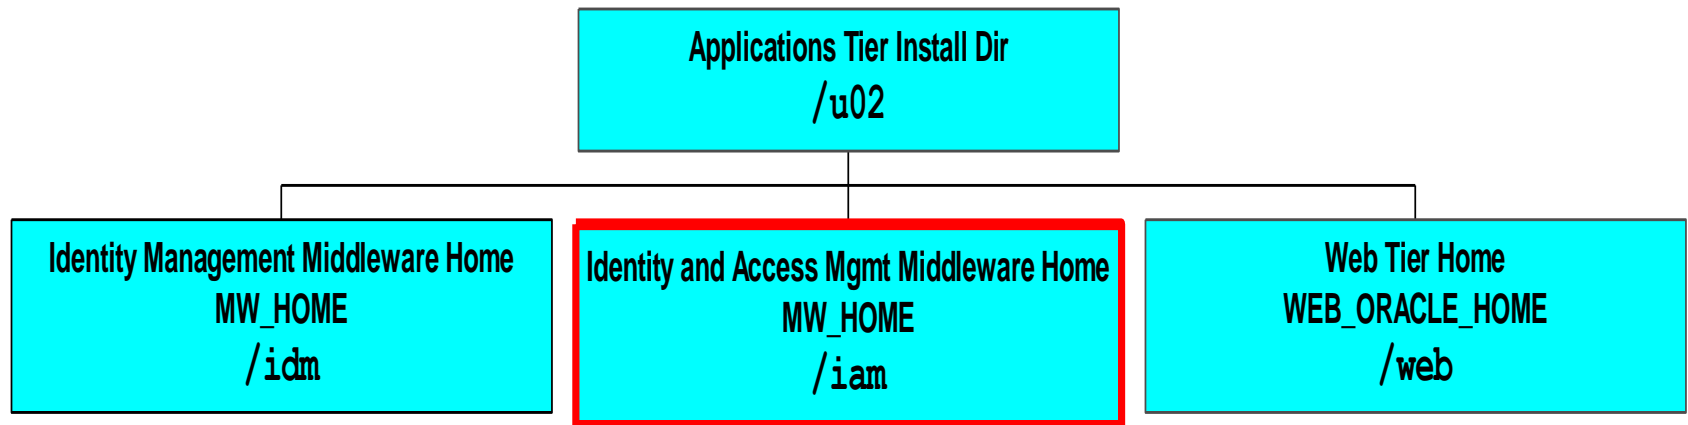 Applications Tier Install Dir
/u02
Identity Management Middleware Home
MW_HOME
/idm
Identity and Access Mgmt Middleware Home
MW_HOME
/iam
Web Tier Home
WEB_ORACLE_HOME
/web